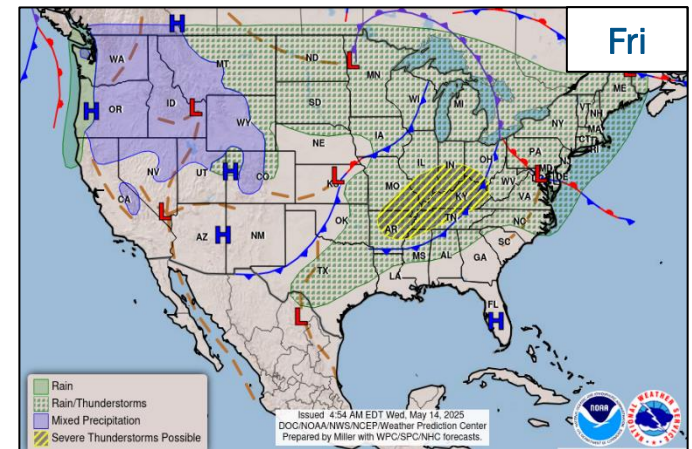 Fri
H
L
ME
WA
MT
ND
MN
VT
NH
OR
ID
L
H
WY
SD
WI
MI
NY
MA
CT
RI
NE
IA
PA
NJ
NV
UT
H
CO
KS
L
IL
IN
OH
MD
DE
L
MO
KY
WV
VA
CA
L
AZ
H
NM
OK
AR
TN
NC
SC
TX
LA
MS
AL
GA
FL
H
L
Rain
Rain/Thunderstorms
Mixed Precipitation
Severe Thunderstorms Possible
Issued 4:54 AM EDT Wed, May 14, 2025
DOC/NOAA/NWS/NCEP/Weather Prediction Center
Prepared by Miller with WPC/SPC/NHC forecasts.
NOAA
NATIONAL WEATHER SERVICE